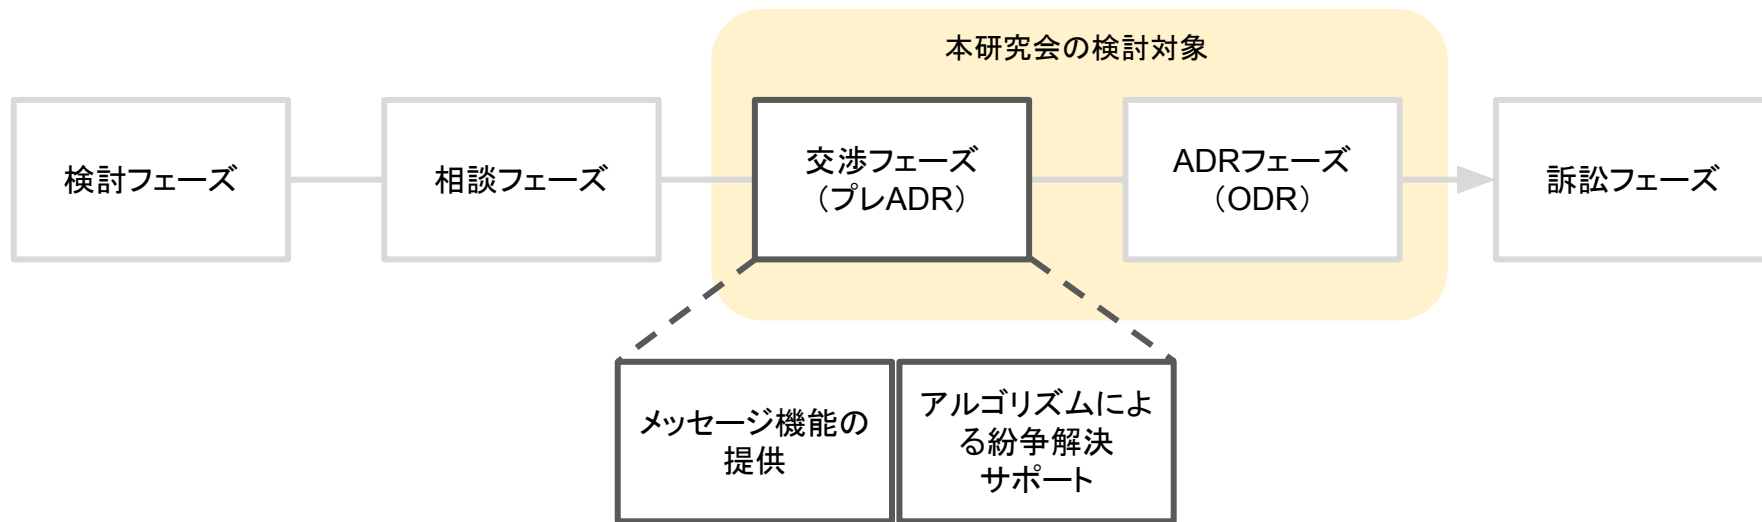 本研究会の検討対象
検討フェーズ
相談フェーズ
交渉フェーズ
（プレADR）
ADRフェーズ
（ODR）
訴訟フェーズ
メッセージ機能の
提供
アルゴリズムによ
る紛争解決
サポート